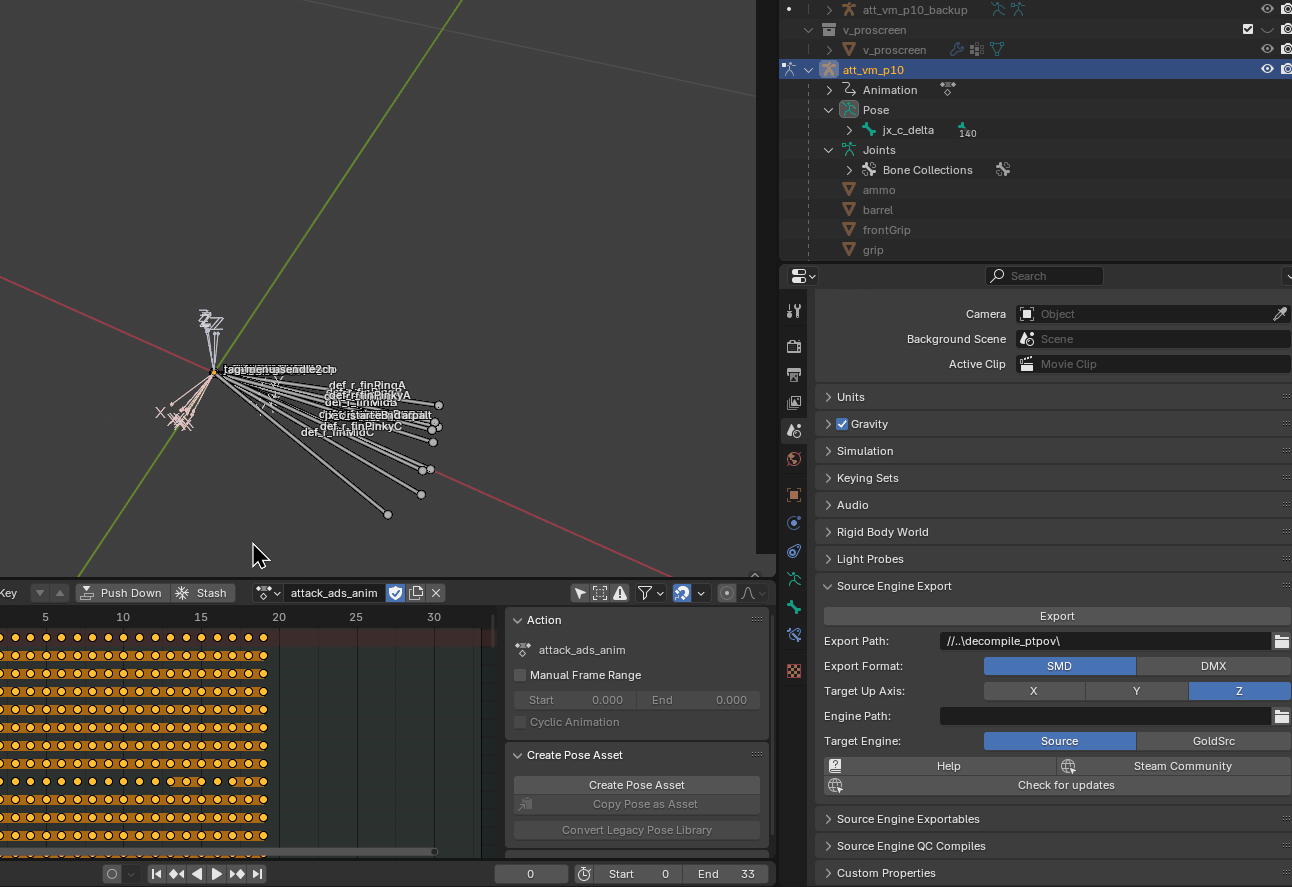 att_vm_p10_backup
v_proscreen
v_proscreen
att_vm_p10
Animation
Pose
jx_c_delta
140
Joints
Bone Collections
ammo
barrel
frontGrip
grip
Search
Camera
Object
Background Scene
Scene
Active Clip
Movie Clip
Units
Gravity
Simulation
Keying Sets
Audio
Rigid Body World
Light Probes
Source Engine Export
Export
Export Path:
//..\decompile_ptpov\
Export Format:
SMD
DMX
Target Up Axis:
X
Y
Z
Engine Path:
Target Engine:
Source
GoldSrc
Help
Steam Community
Check for updates
Source Engine Exportables
Source Engine QC Compiles
Custom Properties
Z
Z
def_r_finRingA
def_r_finPinkyA
def_r_finMidB
def_r_finPinkyC
def_r_finMidC
X
Key
Push Down
Stash
attack_ads_anim
5 10 15 20 25 30
Action
attack_ads_anim
Manual Frame Range
Start 0.000 End 0.000
Cyclic Animation
Create Pose Asset
Create Pose Asset
Copy Pose as Asset
Convert Legacy Pose Library
0
Start 0
End 33